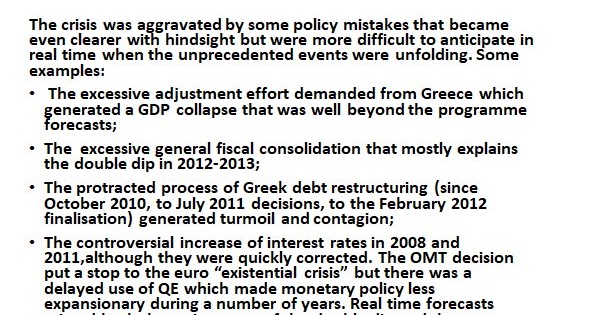 The crisis was aggravated by some policy mistakes that became
even clearer with hindsight but were more difficult to anticipate in
real time when the unprecedented events were unfolding. Some
examples:
• The excessive adjustment effort demanded from Greece which
generated a GDP collapse that was well beyond the programme
forecasts;
• The excessive general fiscal consolidation that mostly explains
the double dip in 2012-2013;
• The protracted process of Greek debt restructuring (since
October 2010, to July 2011 decisions, to the February 2012
finalisation) generated turmoil and contagion;
• The controversial increase of interest rates in 2008 and
2011,although they were quickly corrected. The OMT decision
put a stop to the euro “existential crisis” but there was a
delayed use of QE which made monetary policy less
expansionary during a number of years. Real time forecasts